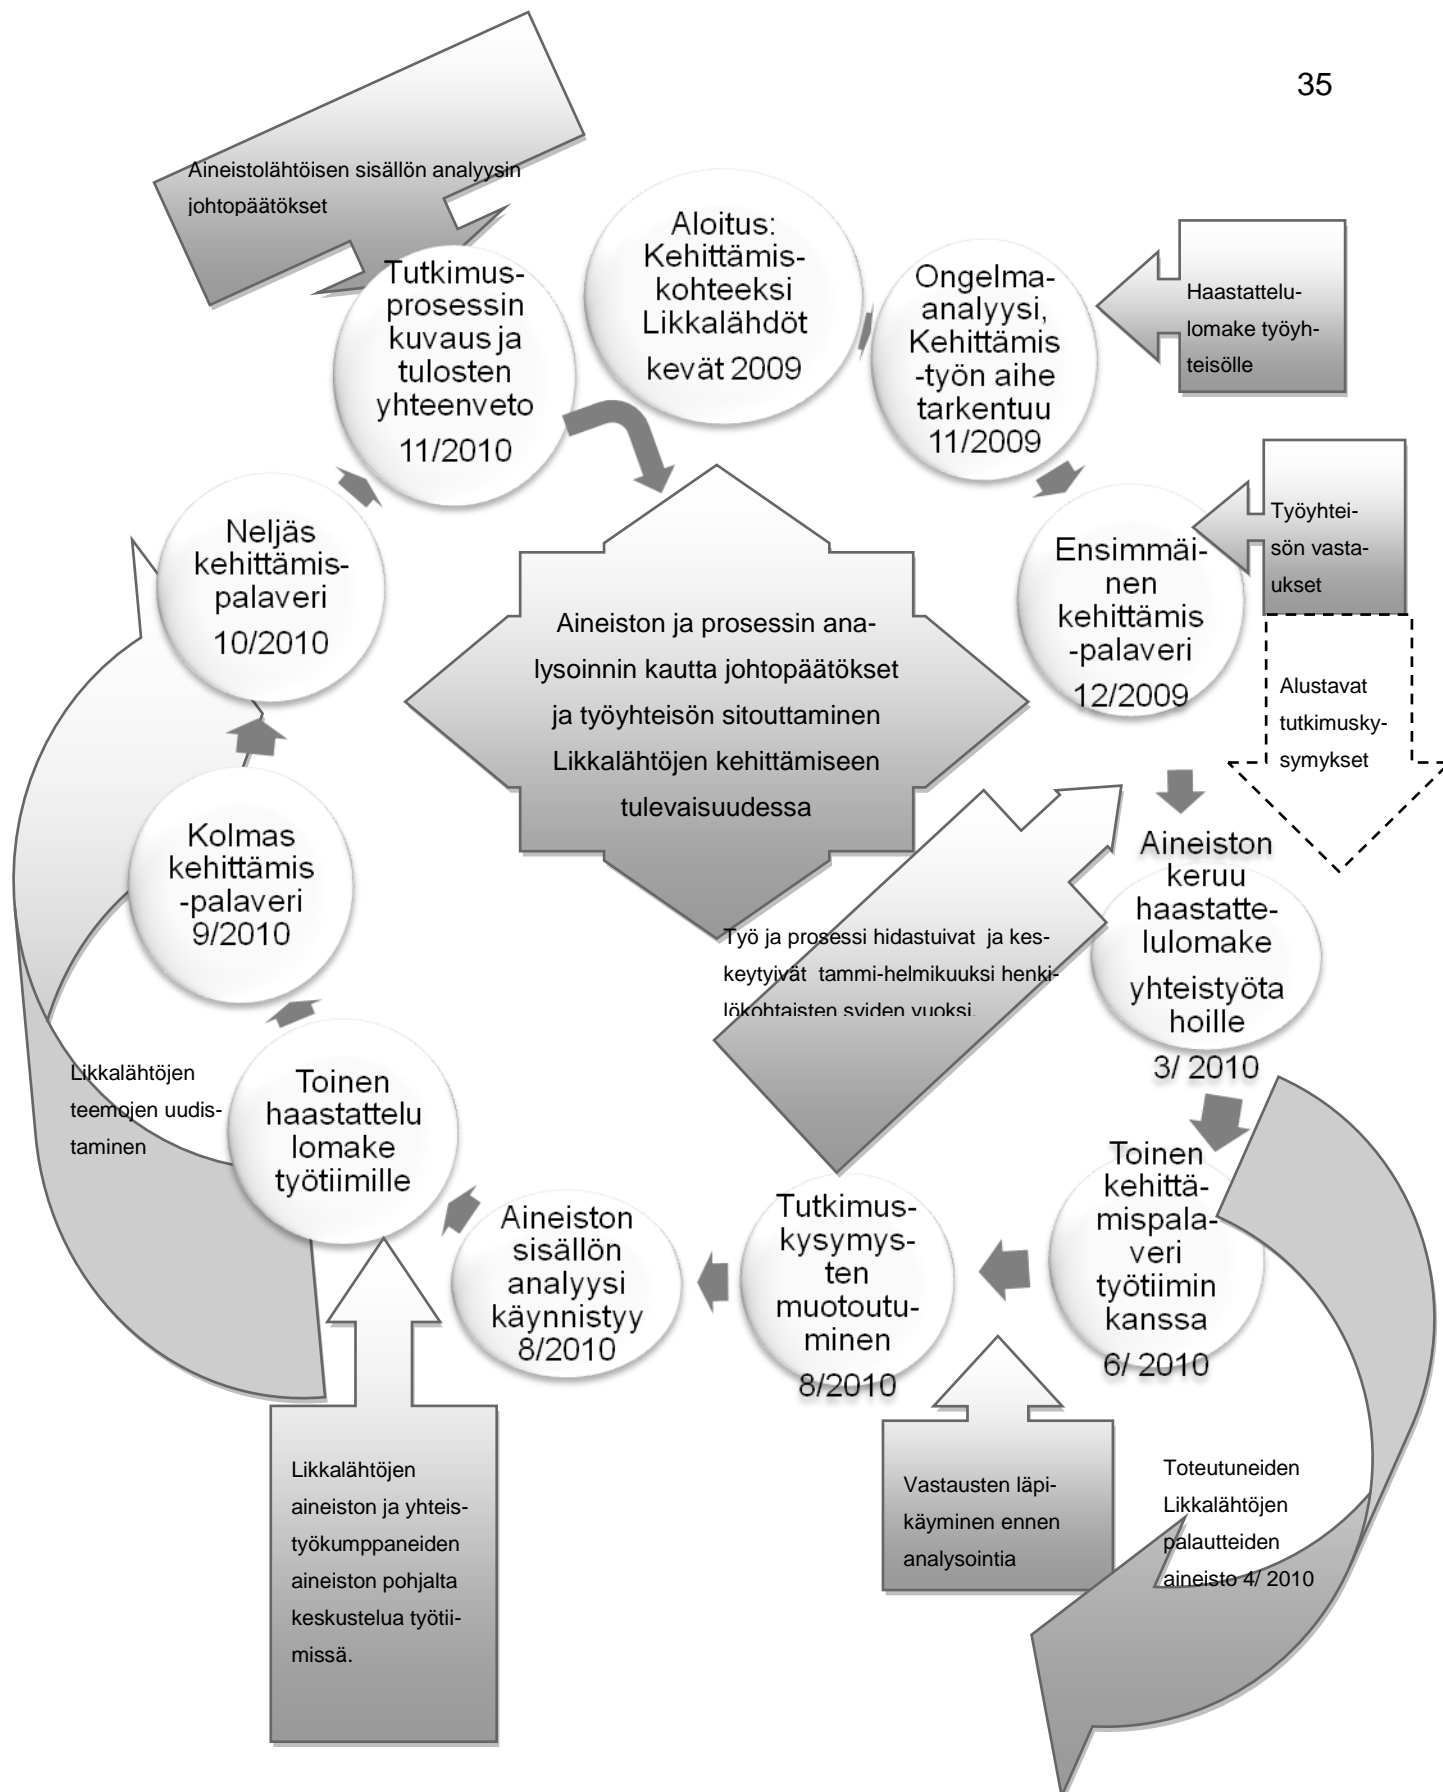 35
Aineistolähtöisen sisällön analyysin
johtopäätökset
Aloitus:
Kehittämis-
kohteeksi
Likkalähdöt
kevät 2009
Ongelma-
analyysi,
Kehittämis
-työn aihe
tarkentuu
11/2009
Haastattelu-
lomake työyh-
teisölle
Ensimmäi-
nen
kehittämis
-palaveri
12/2009
Työyhtei-
sön vasta-
ukset
Alustavat
tutkimusky-
symykset
Aineiston
keruu
haastatte-
lulomake
yhteistyöta
hoille
3/ 2010
Työ ja prosessi hidastuivat ja kes-
keytyivät tammi-helmikuuksi henki-
lökohtaisten syiden vuoksi.
Toinen
kehittä-
mispala-
veri
työtiimin
kanssa
6/ 2010
Toteutuneiden
Likkalähtöjen
palautteiden
aineisto 4/ 2010
Vastausten läpi-
käyminen ennen
analysointia
Tutkimus-
kysymys-
ten
muotoutu-
minen
8/2010
Aineiston
sisällön
analyysi
käynnistyy
8/2010
Toinen
haastattelu
lomake
työtiimille
Likkalähtöjen
aineiston ja yhteis-
työkumppaneiden
aineiston pohjalta
keskustelua työtii-
missä.
Likkalähtöjen
teemojen uudis-
taminen
Kolmas
kehittämis
-palaveri
9/2010
Neljäs
kehittämis-
palaveri
10/2010
Tutkimus-
prosessin
kuvaus ja
tulosten
yhteenveto
11/2010
Aineiston ja prosessin ana-
lysoinnin kautta johtopäätökset
ja työyhteisön sitouttaminen
Likkalähtöjen kehittämiseen
tulevaisuudessa